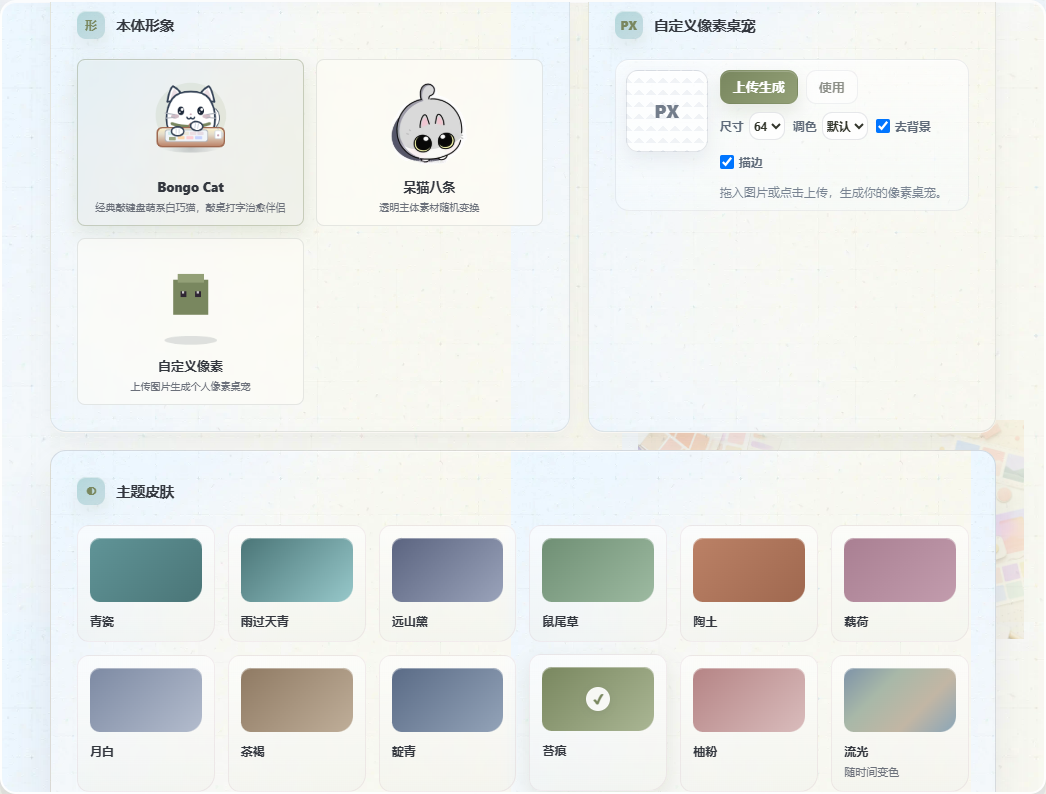 形 本体形象
Bongo Cat
经典敲键盘萌系白巧猫，敲桌打字治愈伴侣
呆猫八条
透明主体素材随机变换
自定义像素
上传图片生成个人像素桌宠
PX 自定义像素桌宠
PX
上传生成 使用
尺寸 64 调色 默认 去背景
描边
拖入图片或点击上传，生成你的像素桌宠。
主题皮肤
青瓷 雨过天青 远山黛 鼠尾草 陶土 藕荷
月白 茶褐 靛青 苔痕 柚粉 流光
随时间变色